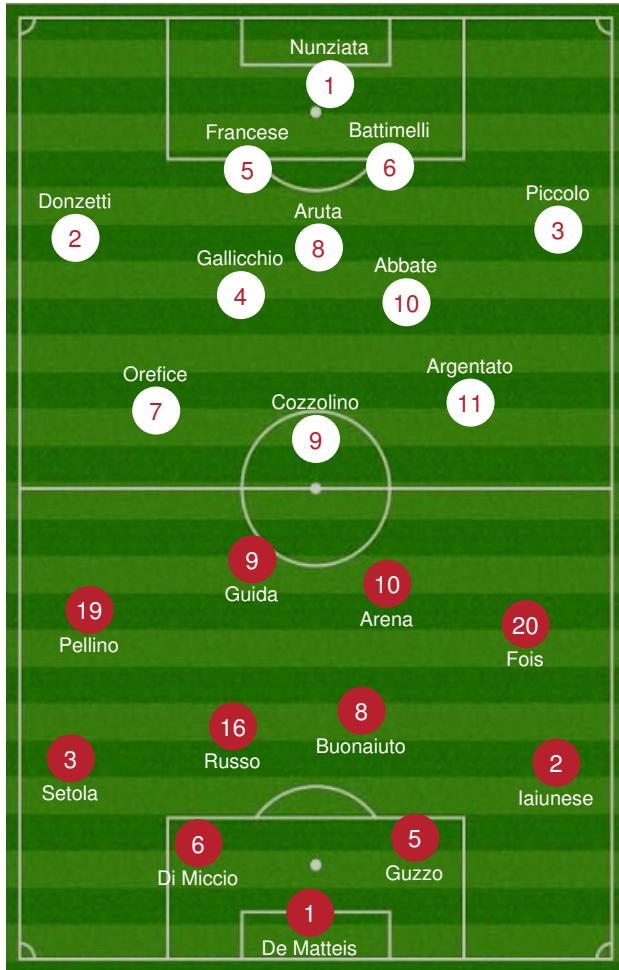 Nunziata
1
Francese
5
Battimelli
6
Donzetti
2
Aruta
8
Piccolo
3
Gallicchio
4
Abbate
10
Orefice
7
Cozzolino
9
Argentato
11
9
Guida
10
Arena
19
Pellino
20
Fois
16
Russo
8
Buonaiuto
3
Setola
2
Iaiunese
6
Di Miccio
5
Guzzo
1
De Matteis